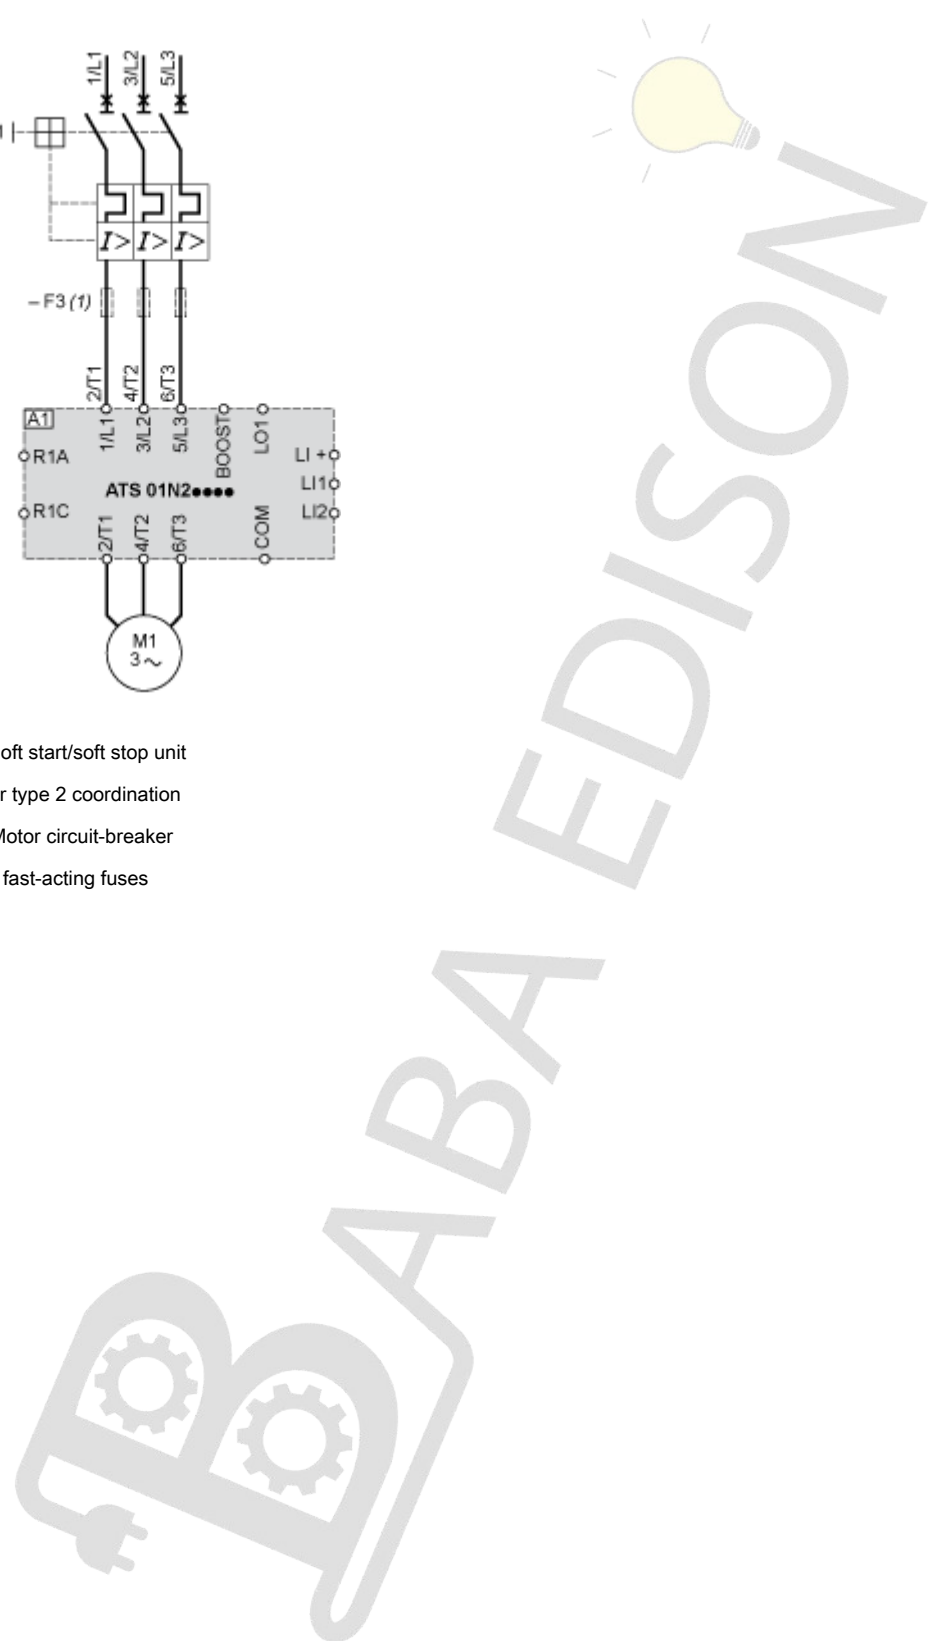 1/L1 3/L2 5/L3
I> I> I>
– F3 (1)
2/T1 4/T2 6/T3
A1
1/L1 3/L2 5/L3 BOOST LO1
R1A LI +
ATS 01N2●●●● LI1
R1C LI2
2/T1 4/T2 6/T3 COM
M1
3 ~
oft start/soft stop unit
r type 2 coordination
Motor circuit-breaker
fast-acting fuses
BABA EDISON